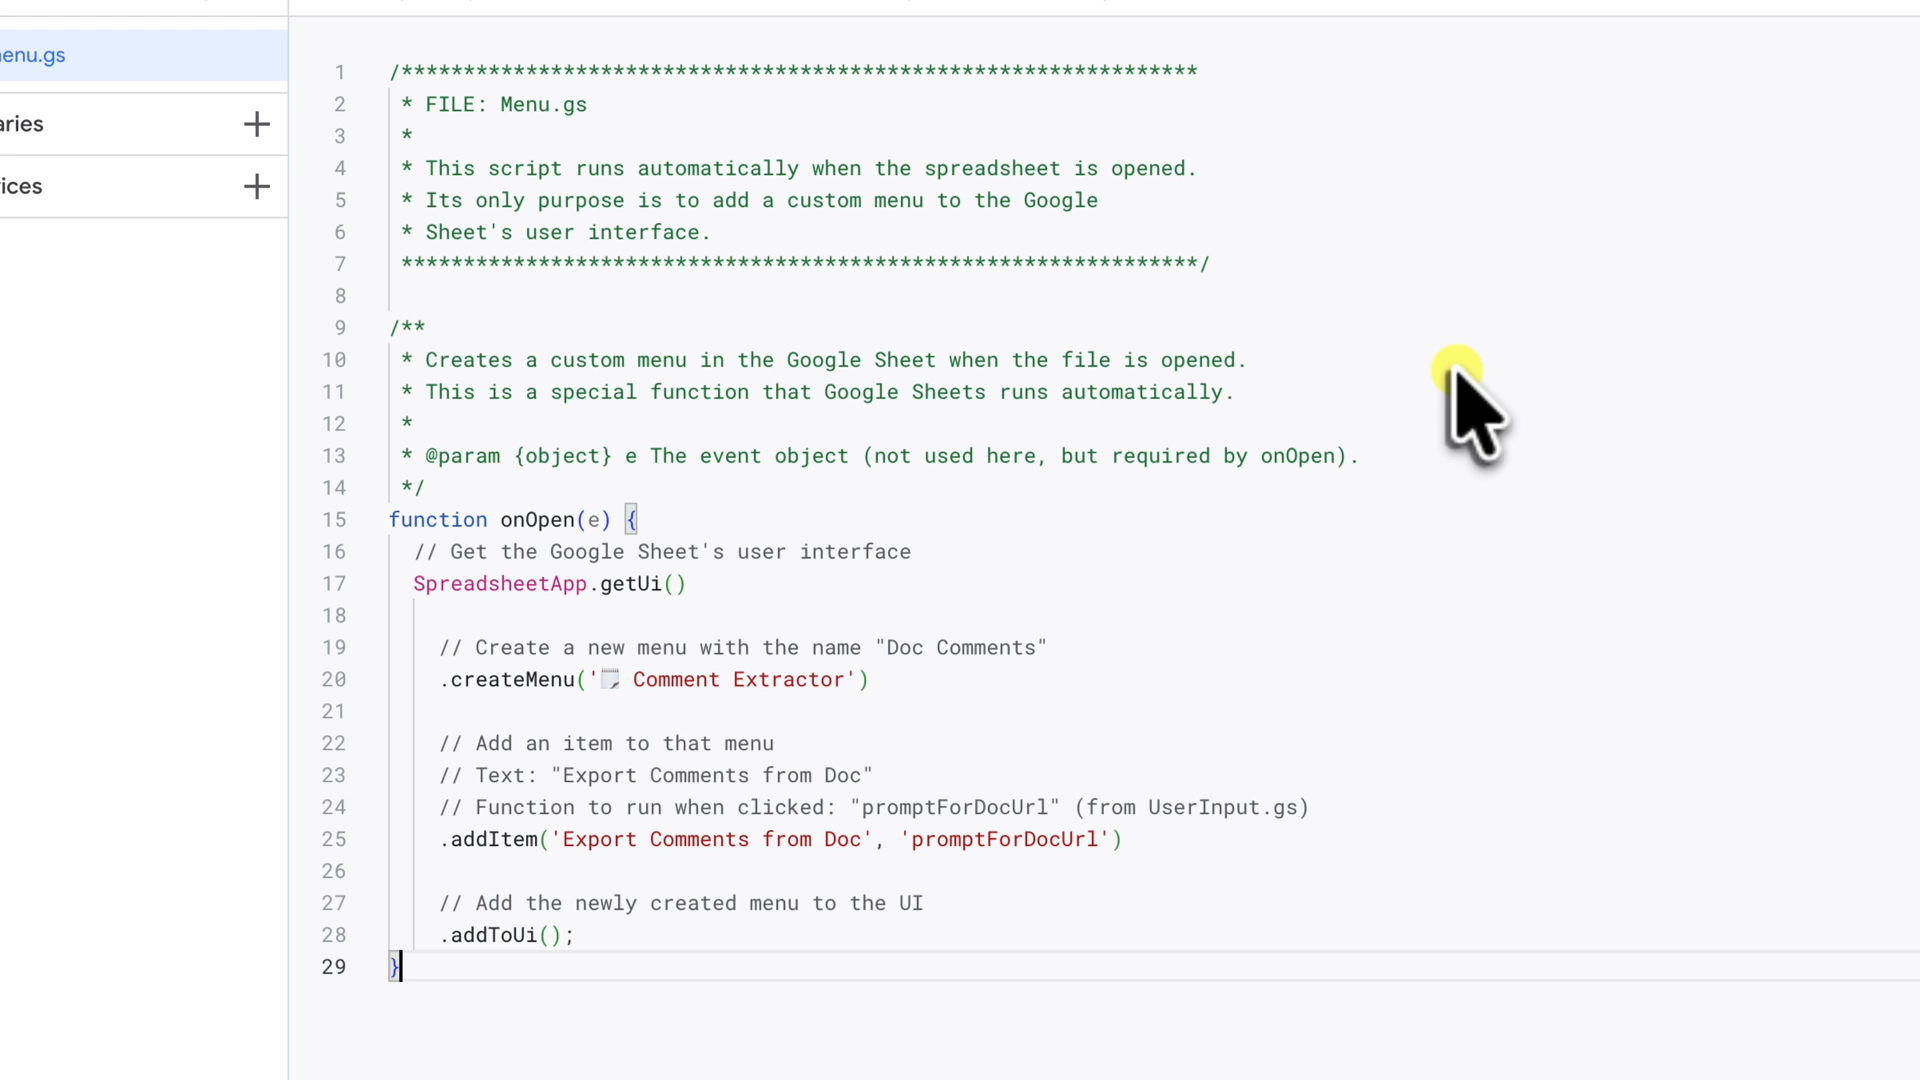 enu.gs
aries
ices
1 /****************************************************************
2 * FILE: Menu.gs
3 *
4 * This script runs automatically when the spreadsheet is opened.
5 * Its only purpose is to add a custom menu to the Google
6 * Sheet's user interface.
7 ****************************************************************/
8
9 /**
10 * Creates a custom menu in the Google Sheet when the file is opened.
11 * This is a special function that Google Sheets runs automatically.
12 *
13 * @param {object} e The event object (not used here, but required by onOpen).
14 */
15 function onOpen(e) {
16 // Get the Google Sheet's user interface
17 SpreadsheetApp.getUi()
18
19 // Create a new menu with the name "Doc Comments"
20 .createMenu('🗒️ Comment Extractor')
21
22 // Add an item to that menu
23 // Text: "Export Comments from Doc"
24 // Function to run when clicked: "promptForDocUrl" (from UserInput.gs)
25 .addItem('Export Comments from Doc', 'promptForDocUrl')
26
27 // Add the newly created menu to the UI
28 .addToUi();
29 }